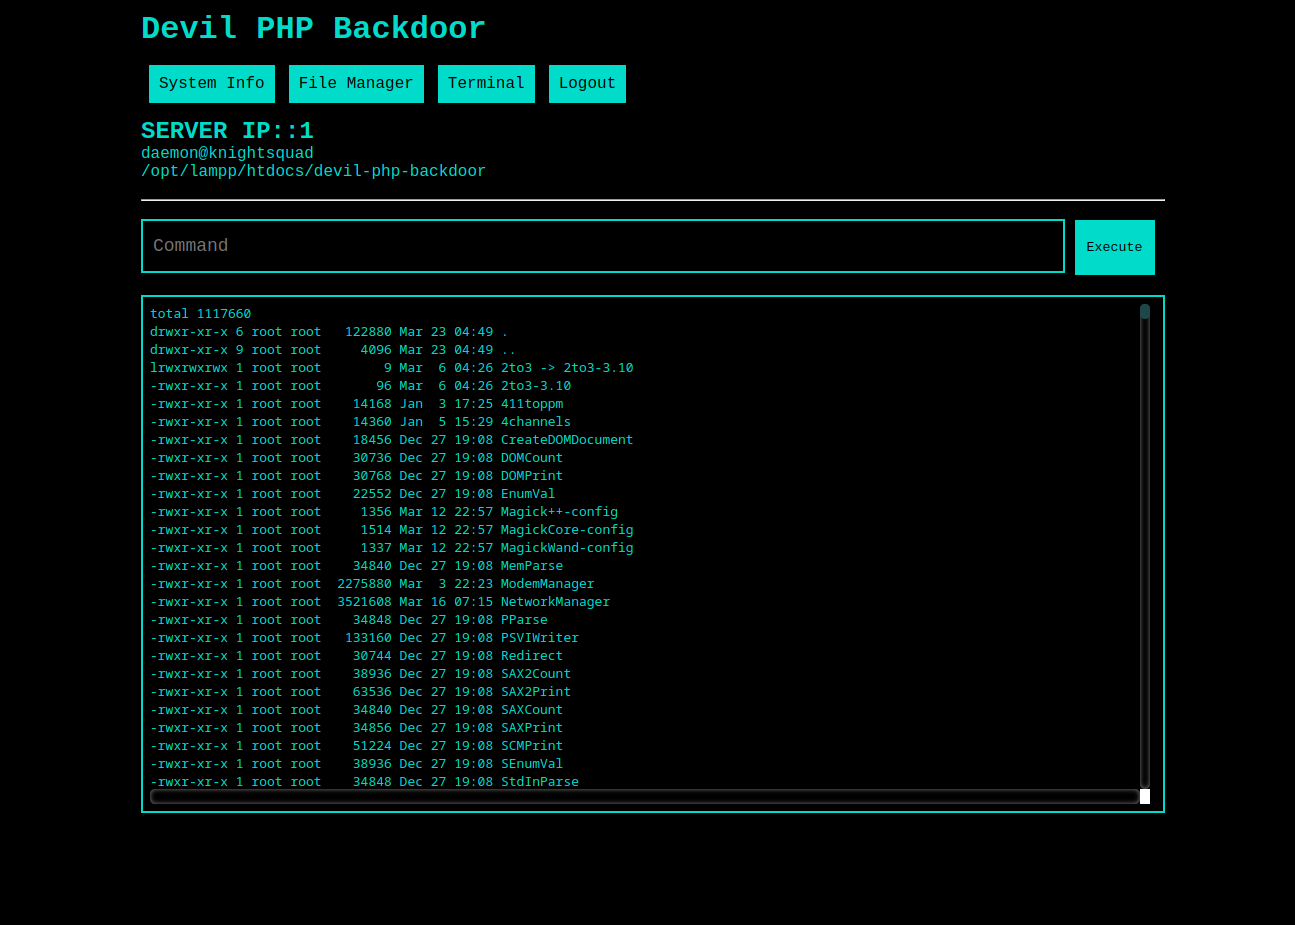 Devil PHP Backdoor
System Info File Manager Terminal Logout
SERVER IP::1
daemon@knightsquad
/opt/lampp/htdocs/devil-php-backdoor
Command
Execute
total 1117660
drwxr-xr-x 6 root root   122880 Mar 23 04:49 .
drwxr-xr-x 9 root root     4096 Mar 23 04:49 ..
lrwxrwxrwx 1 root root        9 Mar  6 04:26 2to3 -> 2to3-3.10
-rwxr-xr-x 1 root root       96 Mar  6 04:26 2to3-3.10
-rwxr-xr-x 1 root root    14168 Jan  3 17:25 411toppm
-rwxr-xr-x 1 root root    14360 Jan  5 15:29 4channels
-rwxr-xr-x 1 root root    18456 Dec 27 19:08 CreateDOMDocument
-rwxr-xr-x 1 root root    30736 Dec 27 19:08 DOMCount
-rwxr-xr-x 1 root root    30768 Dec 27 19:08 DOMPrint
-rwxr-xr-x 1 root root    22552 Dec 27 19:08 EnumVal
-rwxr-xr-x 1 root root     1356 Mar 12 22:57 Magick++-config
-rwxr-xr-x 1 root root     1514 Mar 12 22:57 MagickCore-config
-rwxr-xr-x 1 root root     1337 Mar 12 22:57 MagickWand-config
-rwxr-xr-x 1 root root    34840 Dec 27 19:08 MemParse
-rwxr-xr-x 1 root root  2275880 Mar  3 22:23 ModemManager
-rwxr-xr-x 1 root root  3521608 Mar 16 07:15 NetworkManager
-rwxr-xr-x 1 root root    34848 Dec 27 19:08 PParse
-rwxr-xr-x 1 root root   133160 Dec 27 19:08 PSVIWriter
-rwxr-xr-x 1 root root    30744 Dec 27 19:08 Redirect
-rwxr-xr-x 1 root root    38936 Dec 27 19:08 SAX2Count
-rwxr-xr-x 1 root root    63536 Dec 27 19:08 SAX2Print
-rwxr-xr-x 1 root root    34840 Dec 27 19:08 SAXCount
-rwxr-xr-x 1 root root    34856 Dec 27 19:08 SAXPrint
-rwxr-xr-x 1 root root    51224 Dec 27 19:08 SCMPrint
-rwxr-xr-x 1 root root    38936 Dec 27 19:08 SEnumVal
-rwxr-xr-x 1 root root    34848 Dec 27 19:08 StdInParse